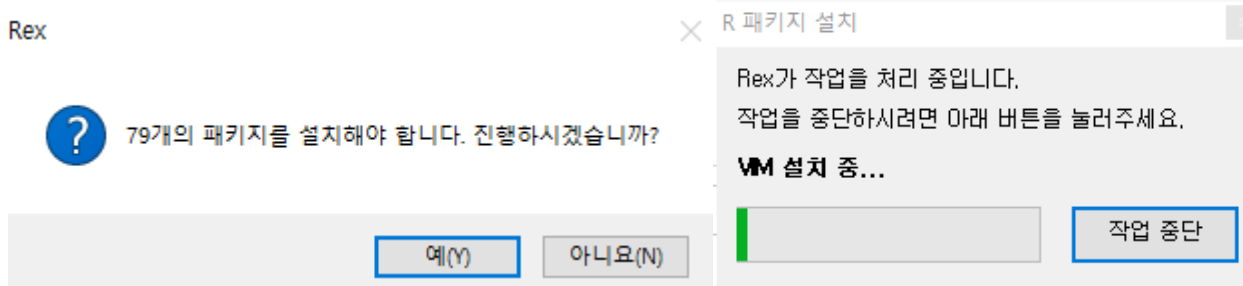 Rex
79개의 패키지를 설치해야 합니다. 진행하시겠습니까?
예(Y)
아니요(N)
R 패키지 설치
Rex가 작업을 처리 중입니다.
작업을 중단하시려면 아래 버튼을 눌러주세요.
VIM 설치 중...
작업 중단